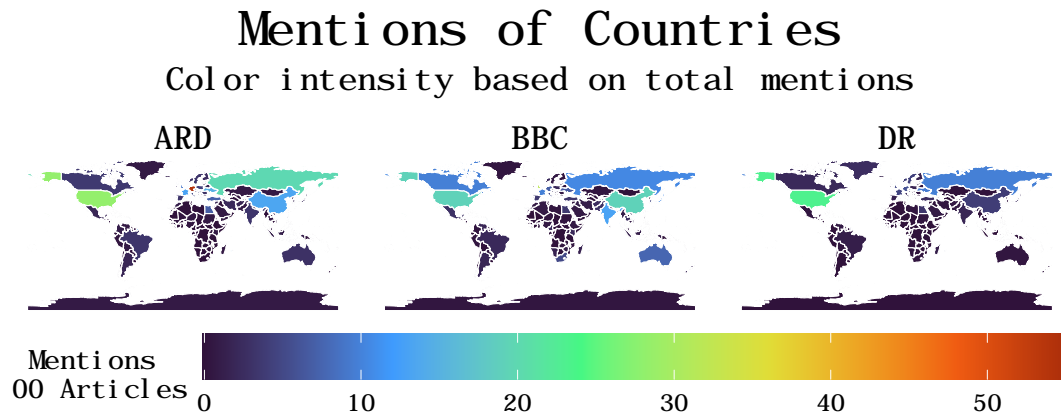 Mentions of Countries
Color intensity based on total mentions
ARD BBC DR
Mentions
00 Articles
0 10 20 30 40 50